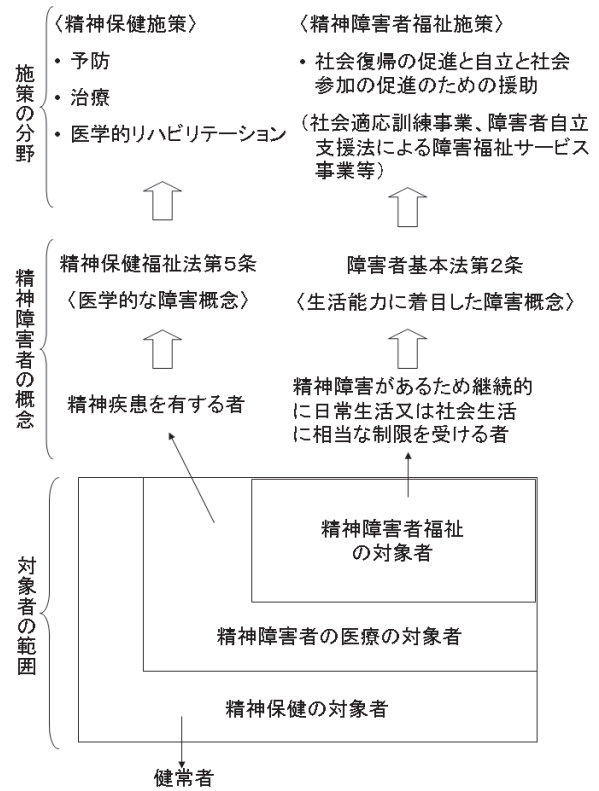 施策の分野
〈精神保健施策〉
・ 予防
・ 治療
・ 医学的リハビリテーション
〈精神障害者福祉施策〉
・ 社会復帰の促進と自立と社会
参加の促進のための援助
（社会適応訓練事業、障害者自立
支援法による障害福祉サービス
事業等）
精神障害者の概念
精神保健福祉法第5条
〈医学的な障害概念〉
精神疾患を有する者
障害者基本法第2条
〈生活能力に着目した障害概念〉
精神障害があるため継続的
に日常生活又は社会生活
に相当な制限を受ける者
対象者の範囲
精神障害者福祉
の対象者
精神障害者の医療の対象者
精神保健の対象者
健常者